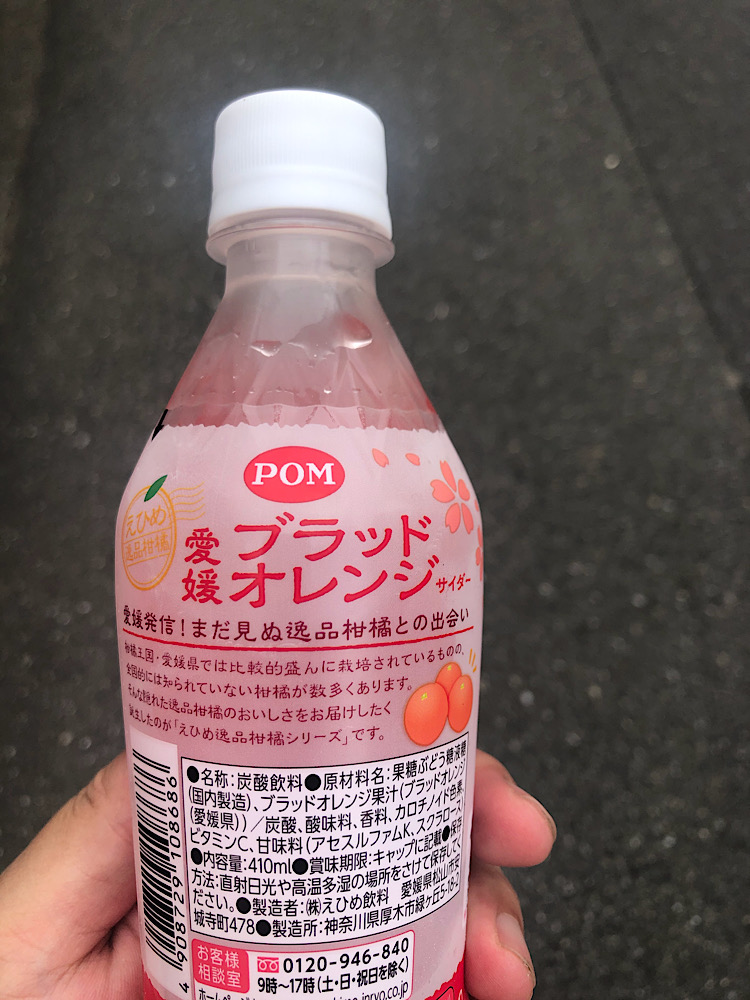 POM
えひめ
逸品柑橘
愛媛
ブラッド
オレンジ
サイダー
愛媛発信！まだ見ぬ逸品柑橘との出会い
柑橘王国・愛媛県では比較的盛んに栽培されているものの、
全国的には知られていない柑橘が数多くあります。
そんな隠れた逸品柑橘のおいしさをお届けしたく
誕生したのが「えひめ逸品柑橘シリーズ」です。
●名称：炭酸飲料●原材料名：果糖ぶどう糖液糖
(国内製造)、ブラッドオレンジ果汁(ブラッドオレンジ
(愛媛県))／炭酸、酸味料、香料、カロチノイド色素、
ビタミンC、甘味料(アセスルファムK、スクラロース)
●内容量：410ml●賞味期限：キャップに記載●保存
方法：直射日光や高温多湿の場所をさけて保存してく
ださい。●製造者：㈱えひめ飲料 愛媛県松山市安
城寺町478●製造所：神奈川県厚木市緑ヶ丘5-18-2
4 908729 108686
お客様
相談室
0120-946-840
9時〜17時(土・日・祝日を除く)
ホームページ
inryo.co.jp